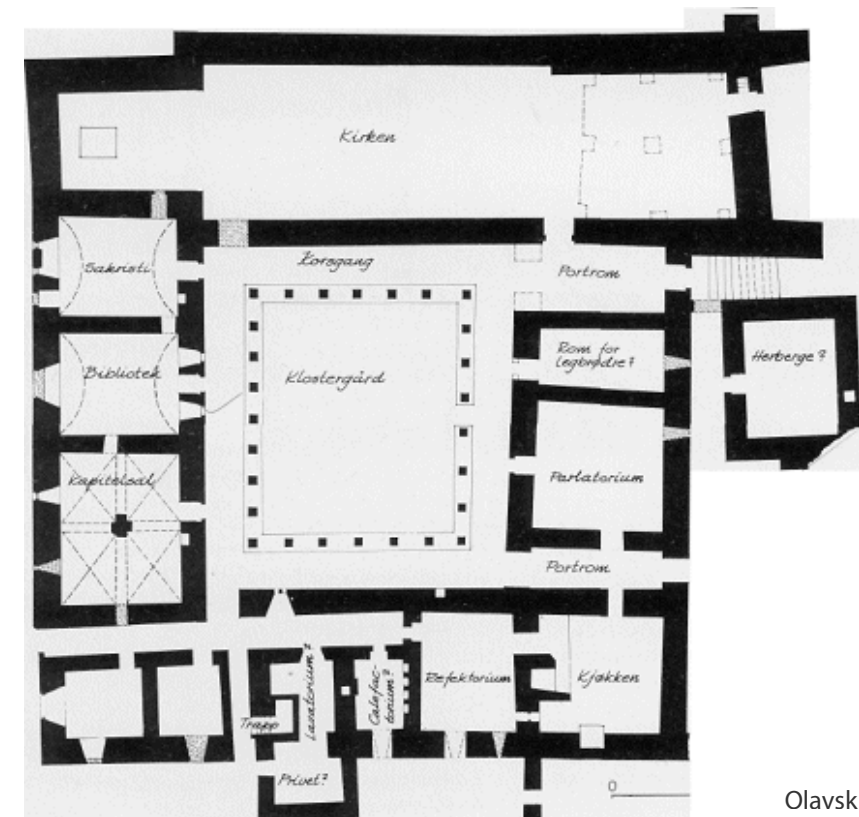 Kirken
Korsgang
Sakristi
Portrom
Rom for
legbrødre?
Herberge?
Bibliotek
Klostergård
Kapitelsal
Parlatorium
Portrom
Lavatorium?
Calefac-
torium?
Refektorium
Kjøkken
Trapp
Privet?
0
Olavsk